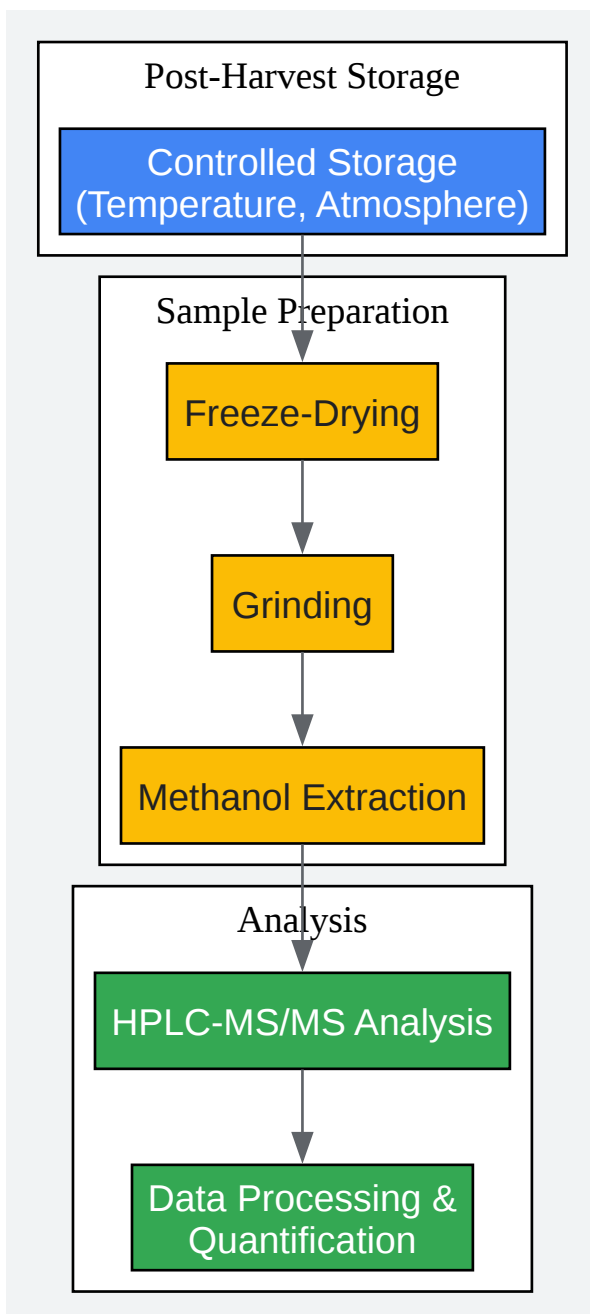 Post-Harvest Storage
Controlled Storage
(Temperature, Atmosphere)
Sample Preparation
Freeze-Drying
Grinding
Methanol Extraction
Analysis
HPLC-MS/MS Analysis
Data Processing &
Quantification